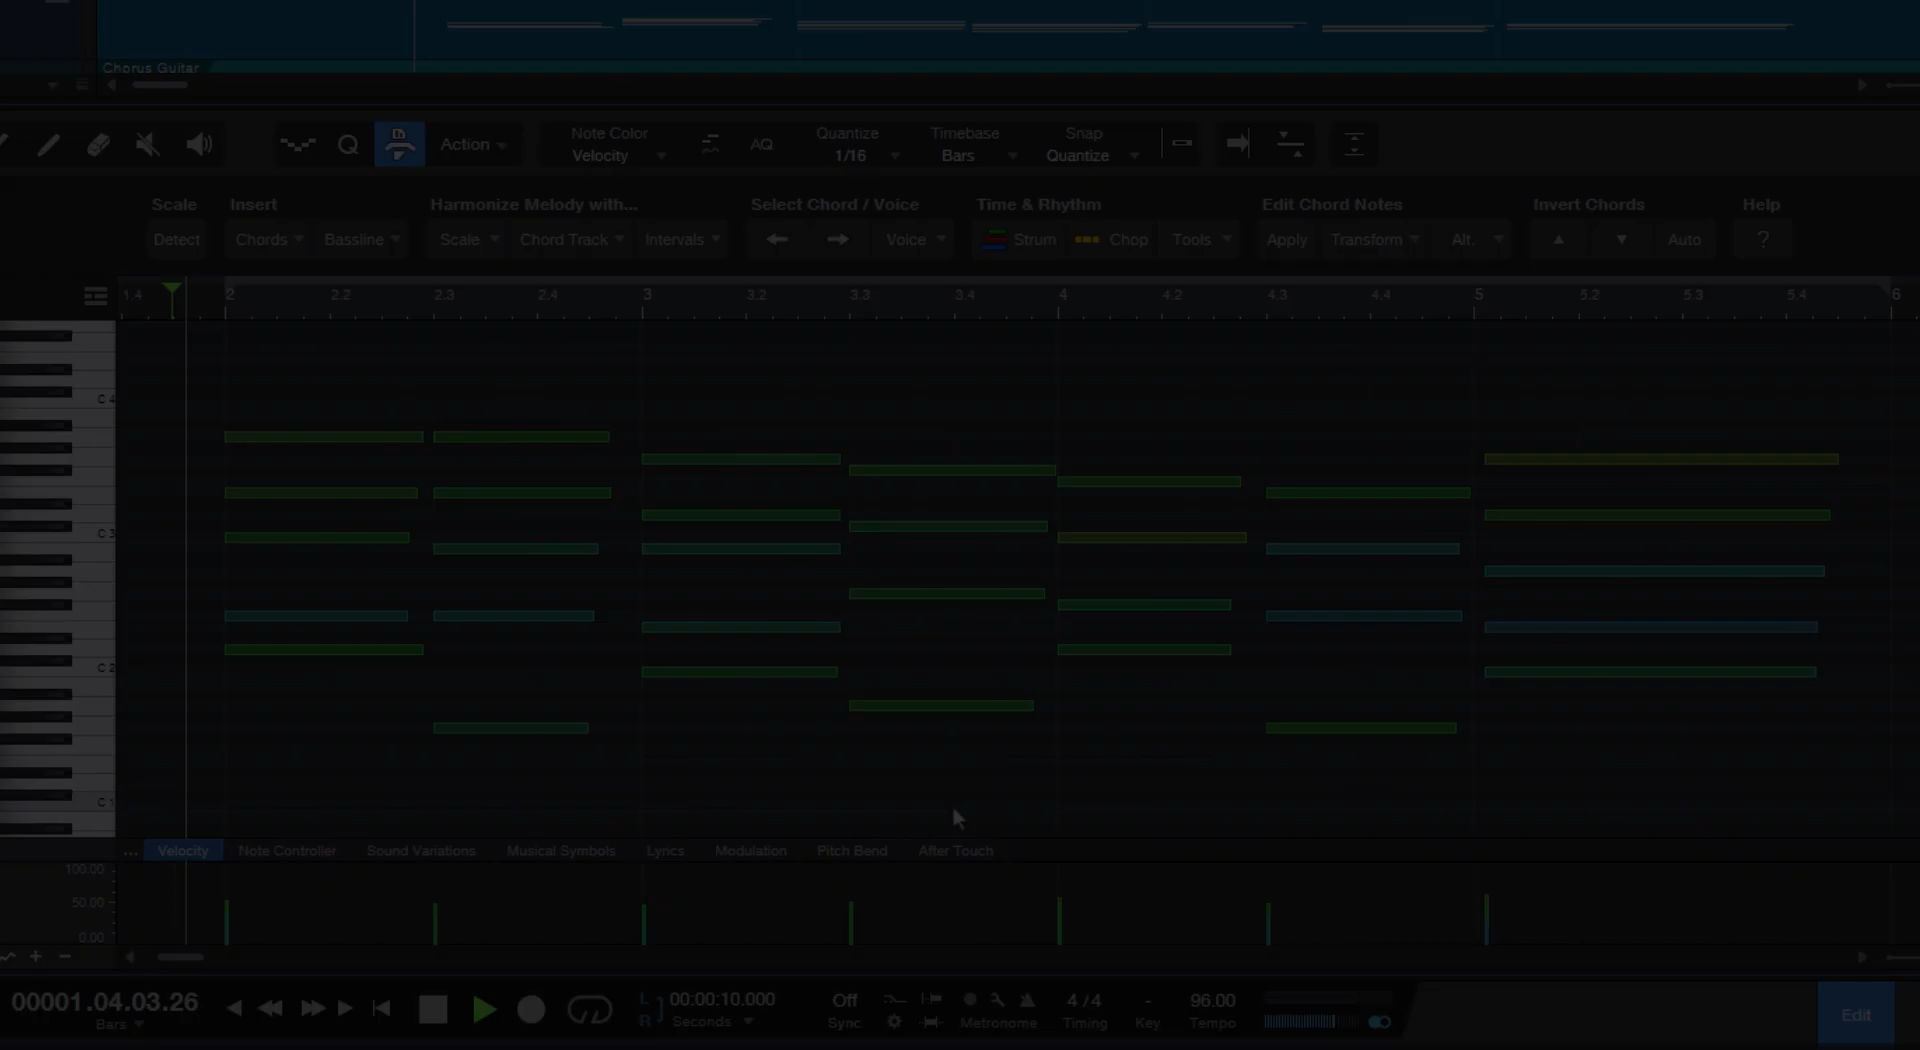 Chorus Guitar
Action
Note Color
Velocity
AQ
Quantize
1/16
Timebase
Bars
Snap
Quantize
Scale Insert Harmonize Melody with... Select Chord / Voice Time & Rhythm Edit Chord Notes Invert Chords Help
Detect Chords Bassline Scale Chord Track Intervals Voice Strum Chop Tools Apply Transform Alt. Auto ?
1.4 2 2.2 2.3 2.4 3 3.2 3.3 3.4 4 4.2 4.3 4.4 5 5.2 5.3 5.4 6
C 4
C 3
C 2
C 1
... Velocity Note Controller Sound Variations Musical Symbols Lyrics Modulation Pitch Bend After Touch
100.00
50.00
0.00
00001.04.03.26
Bars
L
R
00:00:10.000
Seconds
Off
Sync
Metronome
4 / 4
Timing
-
Key
96.00
Tempo
Edit